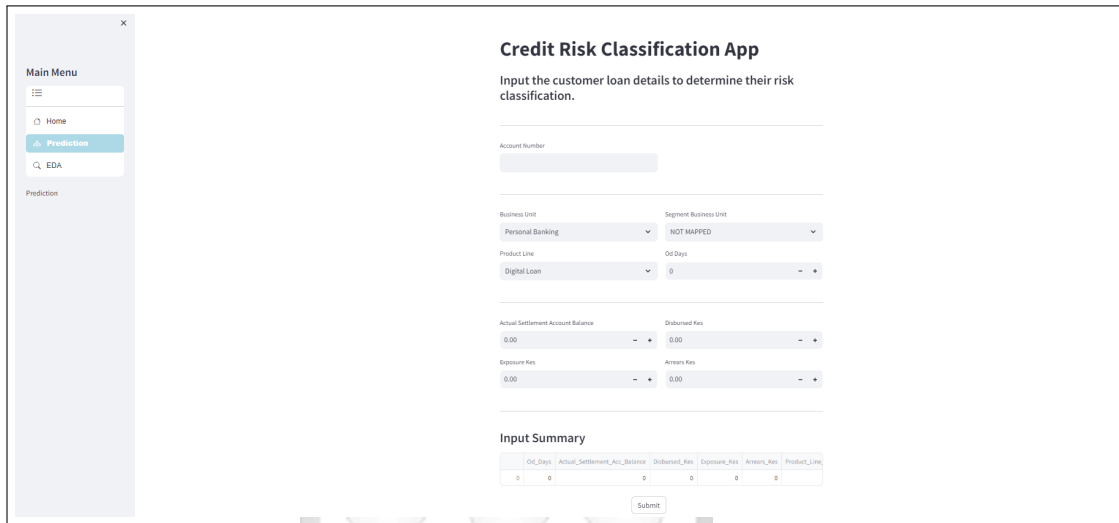 ×
Main Menu
Home
Prediction
EDA
Prediction
Credit Risk Classification App
Input the customer loan details to determine their risk
classification.
Account Number
Business Unit Segment Business Unit
Personal Banking NOT MAPPED
Product Line Od Days
Digital Loan 0 - +
Actual Settlement Account Balance Disbursed Kes
0.00 - + 0.00 - +
Exposure Kes Arrears Kes
0.00 - + 0.00 - +
Input Summary
Od_Days Actual_Settlement_Acc_Balance Disbursed_Kes Exposure_Kes Arrears_Kes Product_Line_
0 0 0 0 0 0
Submit